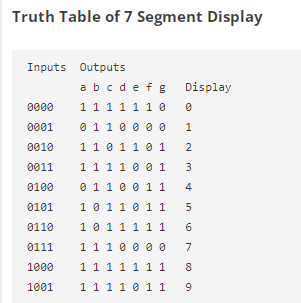 Truth Table of 7 Segment Display
Inputs Outputs
a b c d e f g Display
0000 1 1 1 1 1 1 0 0
0001 0 1 1 0 0 0 0 1
0010 1 1 0 1 1 0 1 2
0011 1 1 1 1 0 0 1 3
0100 0 1 1 0 0 1 1 4
0101 1 0 1 1 0 1 1 5
0110 1 0 1 1 1 1 1 6
0111 1 1 1 0 0 0 0 7
1000 1 1 1 1 1 1 1 8
1001 1 1 1 1 0 1 1 9